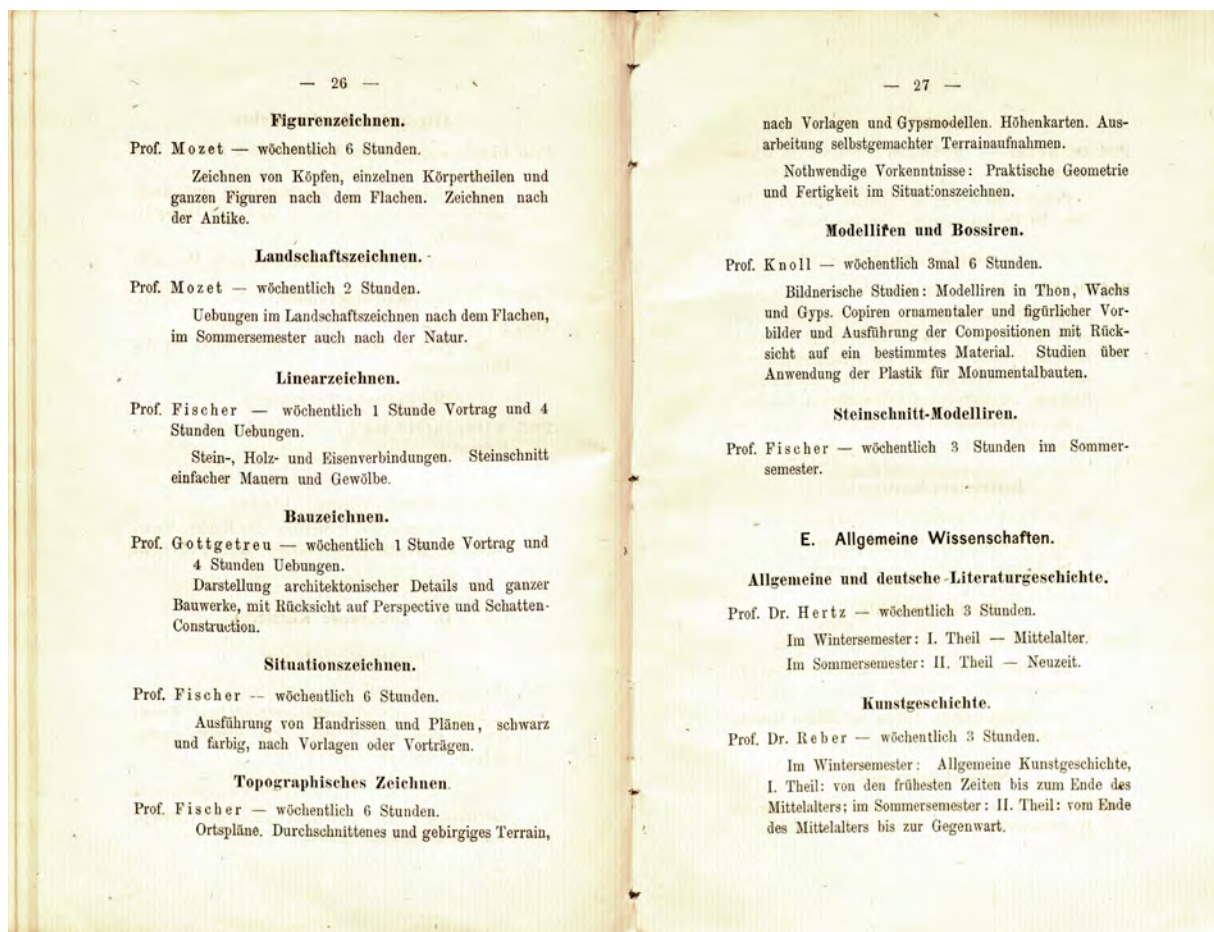 — 26 —
Figurenzeichnen.
Prof. Mozet — wöchentlich 6 Stunden.
Zeichnen von Köpfen, einzelnen Körpertheilen und
ganzen Figuren nach dem Flachen. Zeichnen nach
der Antike.
Landschaftszeichnen.
Prof. Mozet — wöchentlich 2 Stunden.
Uebungen im Landschaftszeichnen nach dem Flachen,
im Sommersemester auch nach der Natur.
Linearzeichnen.
Prof. Fischer — wöchentlich 1 Stunde Vortrag und 4
Stunden Uebungen.
Stein-, Holz- und Eisenverbindungen. Steinschnitt
einfacher Mauern und Gewölbe.
Bauzeichnen.
Prof. Gottgetreu — wöchentlich 1 Stunde Vortrag und
4 Stunden Uebungen.
Darstellung architektonischer Details und ganzer
Bauwerke, mit Rücksicht auf Perspective und Schatten-
Construction.
Situationszeichnen.
Prof. Fischer — wöchentlich 6 Stunden.
Ausführung von Handrissen und Plänen, schwarz
und farbig, nach Vorlagen oder Vorträgen.
Topographisches Zeichnen.
Prof. Fischer — wöchentlich 6 Stunden.
Ortspläne. Durchschnittenes und gebirgiges Terrain,
— 27 —
nach Vorlagen und Gypsmodellen. Höhenkarten. Aus-
arbeitung selbstgemachter Terrainaufnahmen.
Nothwendige Vorkenntnisse: Praktische Geometrie
und Fertigkeit im Situationszeichnen.
Modelliren und Bossiren.
Prof. Knoll — wöchentlich 3mal 6 Stunden.
Bildnerische Studien: Modelliren in Thon, Wachs
und Gyps. Copiren ornamentaler und figürlicher Vor-
bilder und Ausführung der Compositionen mit Rück-
sicht auf ein bestimmtes Material. Studien über
Anwendung der Plastik für Monumentalbauten.
Steinschnitt-Modelliren.
Prof. Fischer — wöchentlich 3 Stunden im Sommer-
semester.
E. Allgemeine Wissenschaften.
Allgemeine und deutsche Literaturgeschichte.
Prof. Dr. Hertz — wöchentlich 3 Stunden.
Im Wintersemester: I. Theil — Mittelalter.
Im Sommersemester: II. Theil — Neuzeit.
Kunstgeschichte.
Prof. Dr. Reber — wöchentlich 3 Stunden.
Im Wintersemester: Allgemeine Kunstgeschichte,
I. Theil: von den frühesten Zeiten bis zum Ende des
Mittelalters; im Sommersemester: II. Theil: vom Ende
des Mittelalters bis zur Gegenwart.